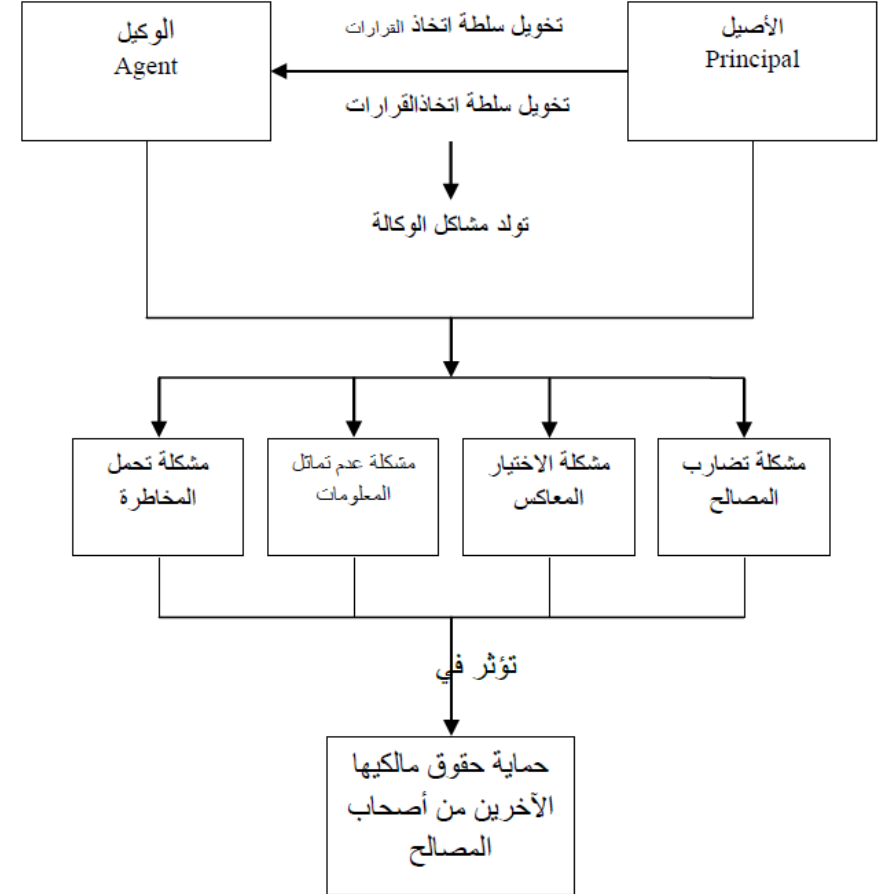 الأصيل
Principal
تخويل سلطة اتخاذ القرارات
الوكيل
Agent
تخويل سلطة اتخاذالقرارات
تولد مشاكل الوكالة
مشكلة تضارب
المصالح
مشكلة الاختيار
المعاكس
مشكلة عدم تماثل
المعلومات
مشكلة تحمل
المخاطرة
تؤثر في
حماية حقوق مالكيها
الآخرين من أصحاب
المصالح